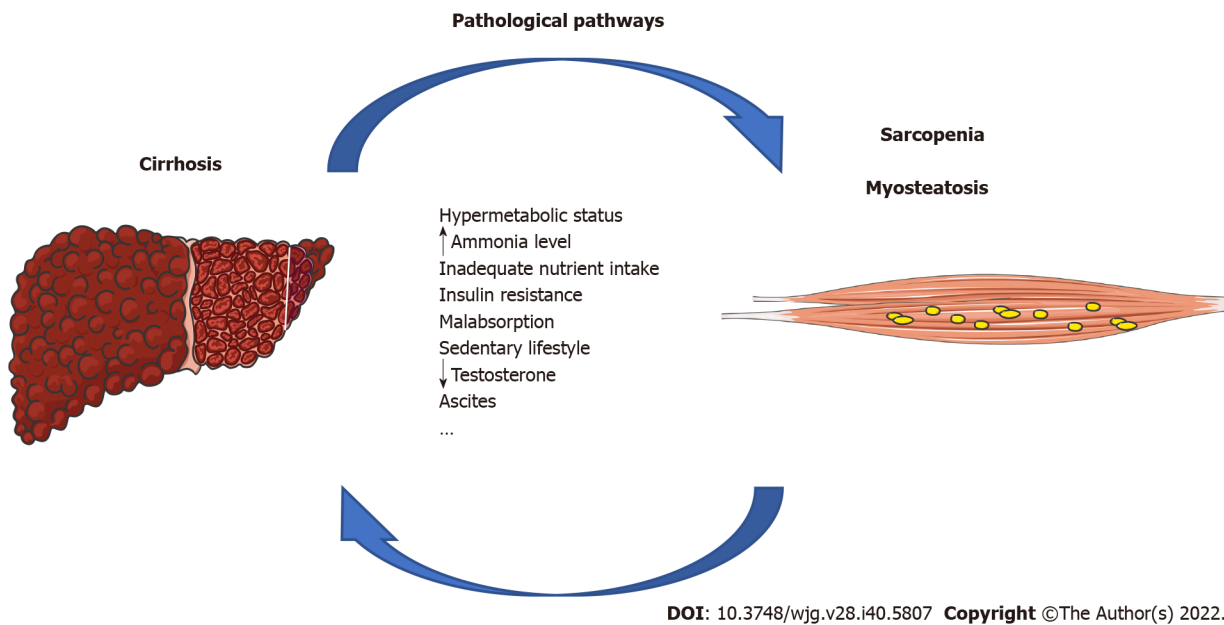 Pathological pathways
Cirrhosis
Sarcopenia
Myosteatosis
Hypermetabolic status
↑ Ammonia level
Inadequate nutrient intake
Insulin resistance
Malabsorption
Sedentary lifestyle
↓ Testosterone
Ascites
...
DOI: 10.3748/wjg.v28.i40.5807 Copyright ©The Author(s) 2022.